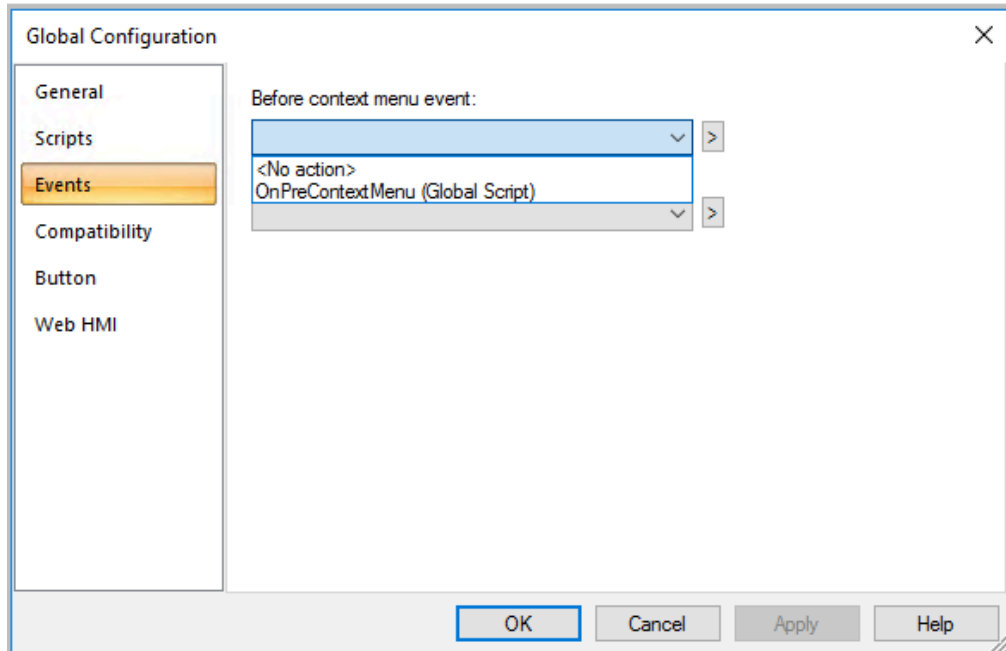 Global Configuration
General
Scripts
Events
Compatibility
Button
Web HMI
Before context menu event:
>
<No action>
OnPreContextMenu (Global Script)
>
OK
Cancel
Apply
Help